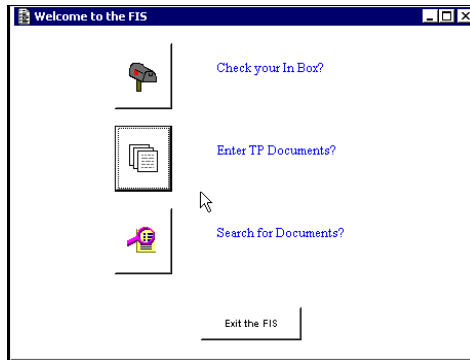 Welcome to the FIS
Check your In Box?
Enter TP Documents?
Search for Documents?
Exit the FIS